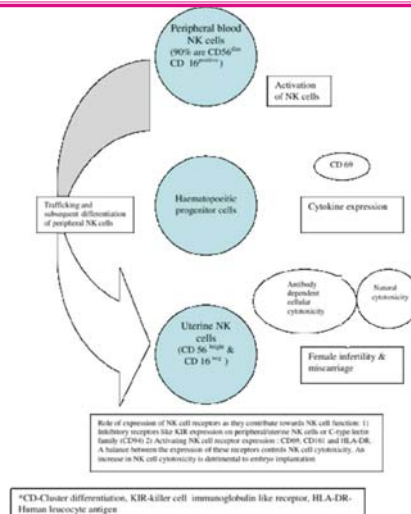 Peripheral blood
NK cells
(90% are CD56dim
CD 16positive)
Activation
of NK cells
CD 69
Trafficking and
subsequent differentiation
of peripheral NK cells
Haematopoeitic
progenitor cells
Cytokine expression
Antibody
dependent
cellular
cytotoxicity
Natural
cytotoxicity
Uterine NK
cells
(CD 56 bright &
CD 16 neg )
Female infertility &
miscarriage
Role of expression of NK cell receptors as they contribute towards NK cell function: 1)
Inhibitory receptors like KIR expression on peripheral/uterine NK cells or C-type lectin
family (CD94) 2) Activating NK cell receptor expression : CD69, CD161 and HLA-DR.
A balance between the expression of these receptors controls NK cell cytotoxicity. An
increase in NK cell cytotoxicity is detrimental to embryo implantation
*CD-Cluster differentiation, KIR-killer cell immunoglobulin like receptor, HLA-DR-
Human leucocyte antigen